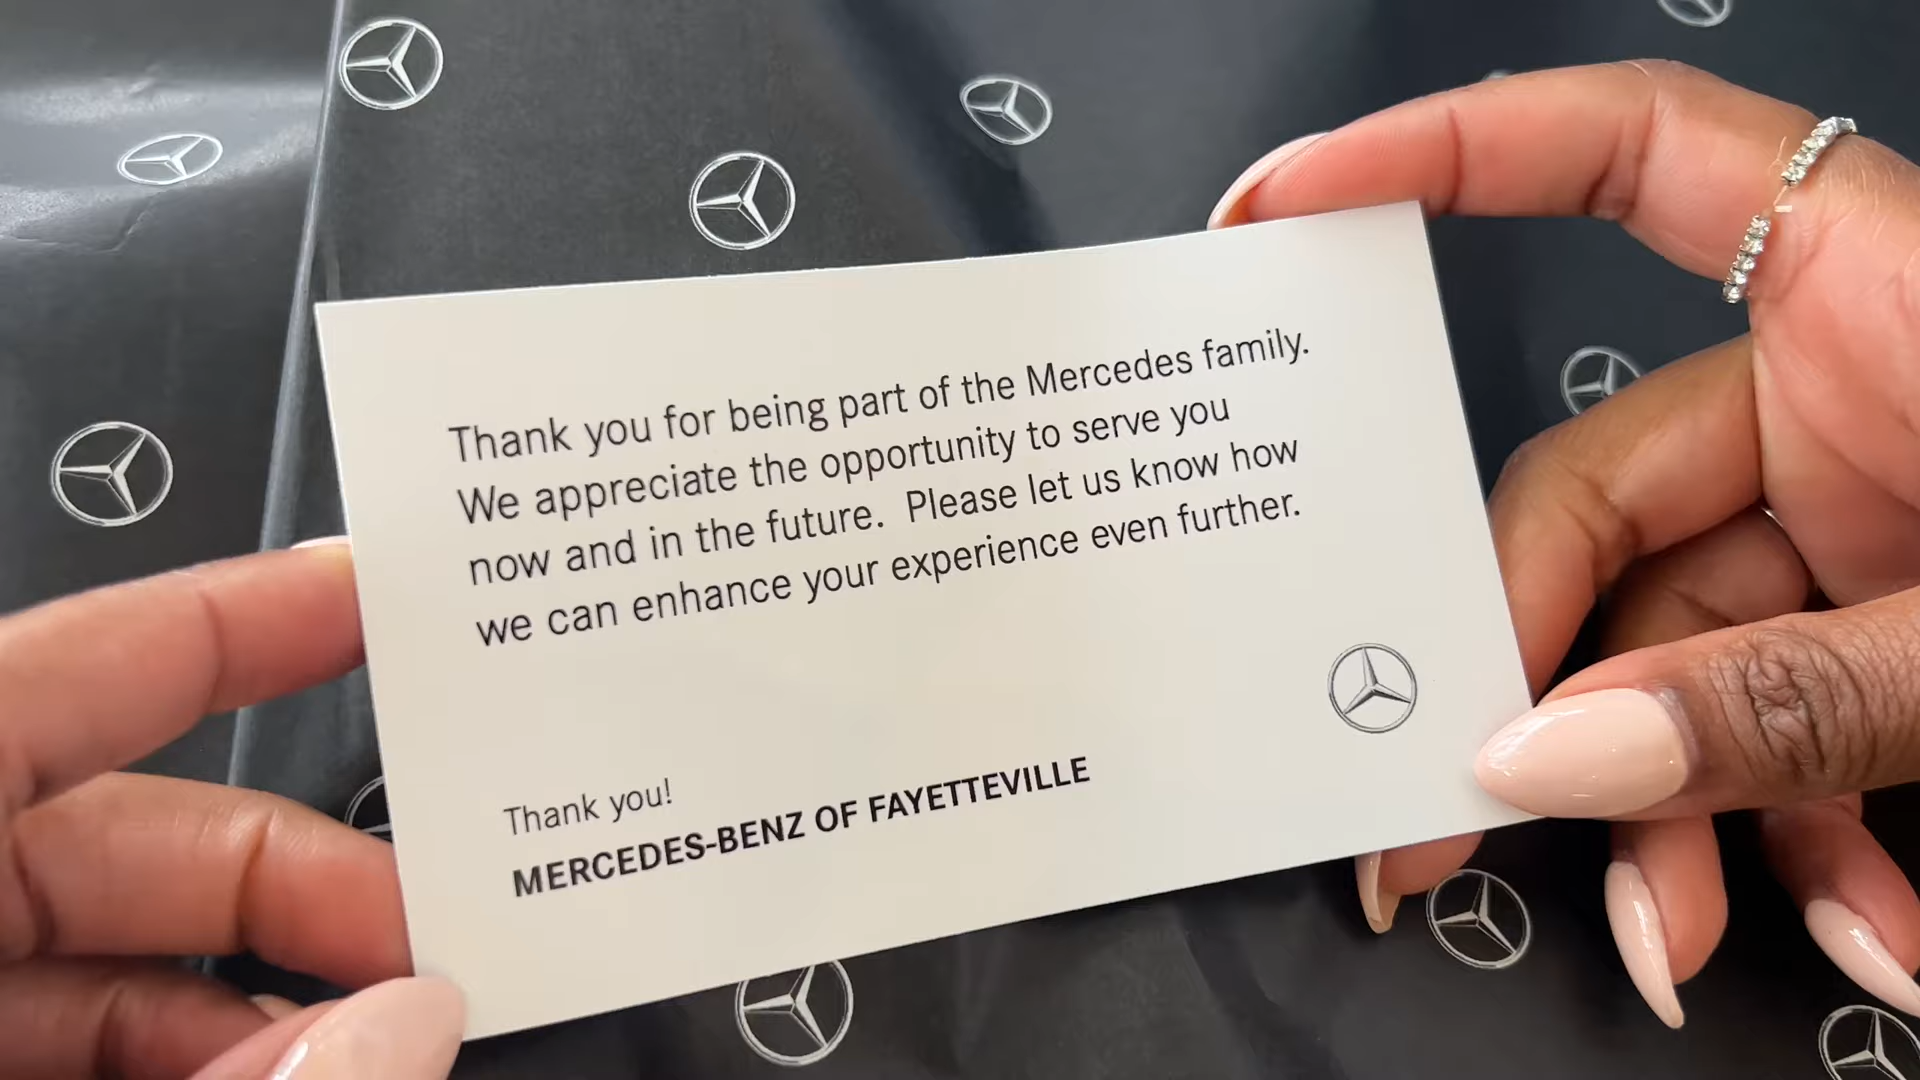 Thank you for being part of the Mercedes family.
We appreciate the opportunity to serve you
now and in the future.  Please let us know how
we can enhance your experience even further.
Thank you!
MERCEDES-BENZ OF FAYETTEVILLE